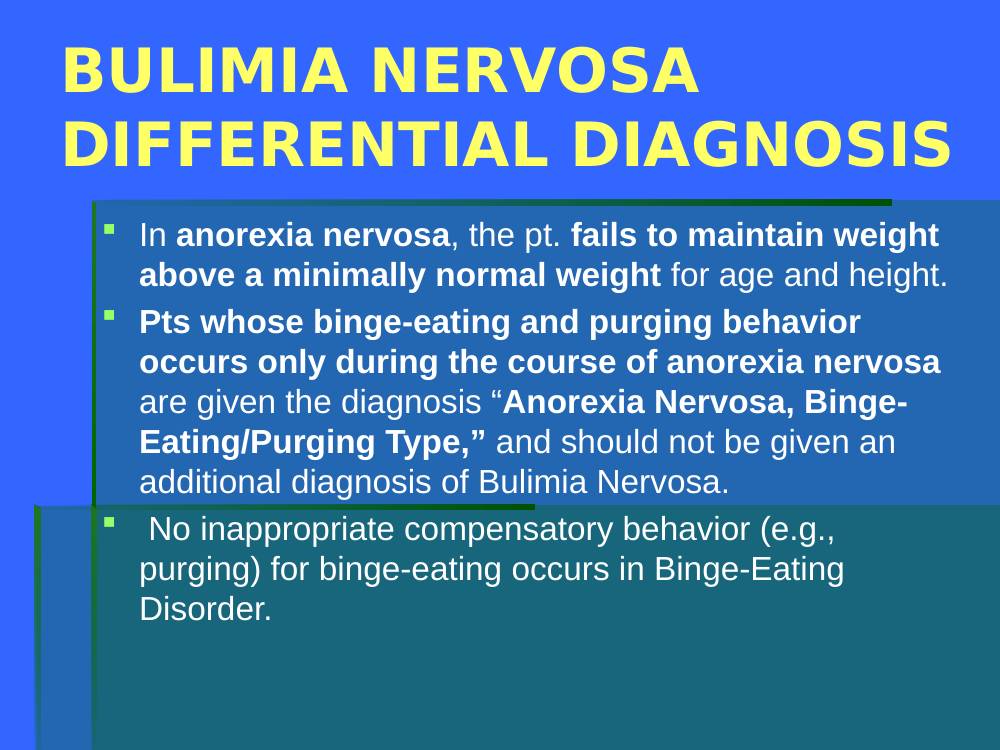 BULIMIA NERVOSA
DIFFERENTIAL DIAGNOSIS
In anorexia nervosa, the pt. fails to maintain weight
above a minimally normal weight for age and height.
Pts whose binge-eating and purging behavior
occurs only during the course of anorexia nervosa
are given the diagnosis “Anorexia Nervosa, Binge-
Eating/Purging Type,” and should not be given an
additional diagnosis of Bulimia Nervosa.
No inappropriate compensatory behavior (e.g.,
purging) for binge-eating occurs in Binge-Eating
Disorder.